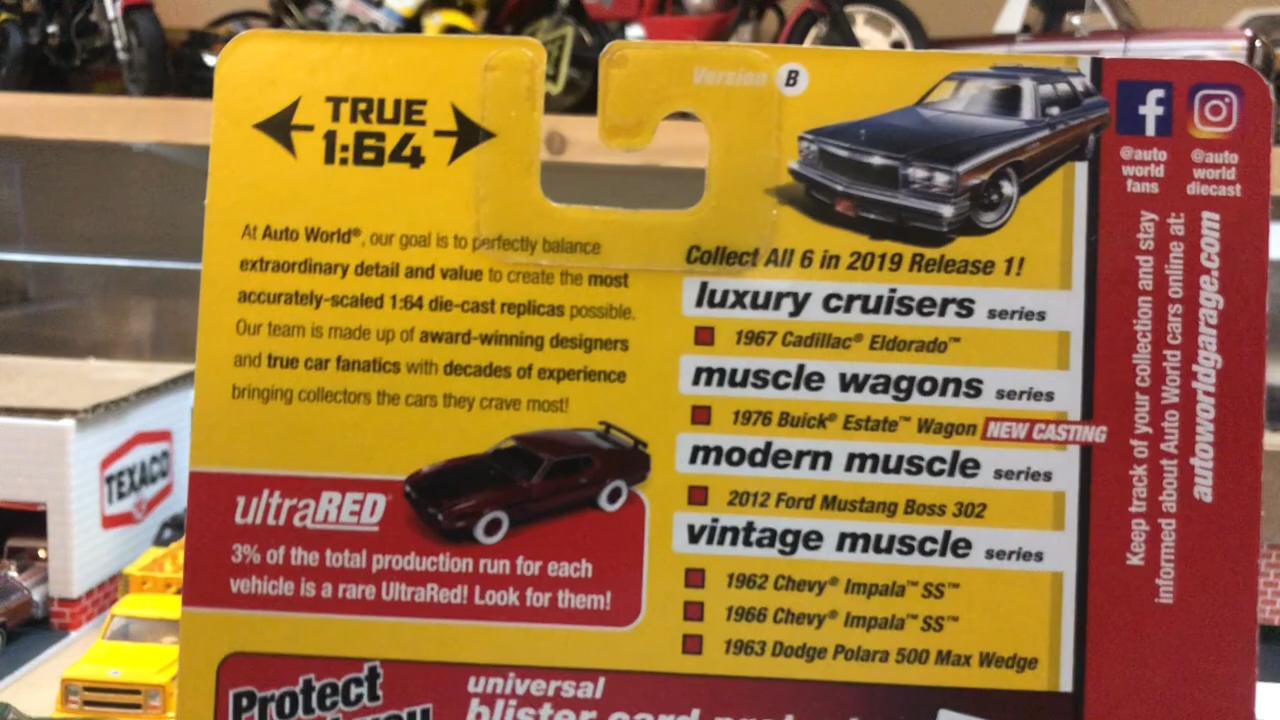 TRUE
1:64
At Auto World®, our goal is to perfectly balance
extraordinary detail and value to create the most
accurately-scaled 1:64 die-cast replicas possible.
Our team is made up of award-winning designers
and true car fanatics with decades of experience
bringing collectors the cars they crave most!
ultraRED®
3% of the total production run for each
vehicle is a rare UltraRed! Look for them!
Version B
Collect All 6 in 2019 Release 1!
luxury cruisers series
1967 Cadillac® Eldorado™
muscle wagons series
1976 Buick® Estate™ Wagon NEW CASTING
modern muscle series
2012 Ford Mustang Boss 302
vintage muscle series
1962 Chevy® Impala™ SS™
1966 Chevy® Impala™ SS™
1963 Dodge Polara 500 Max Wedge
@auto
world
fans
@auto
world
diecast
Keep track of your collection and stay
informed about Auto World cars online at:
autoworldgarage.com
TEXACO
Protect
universal
blister card